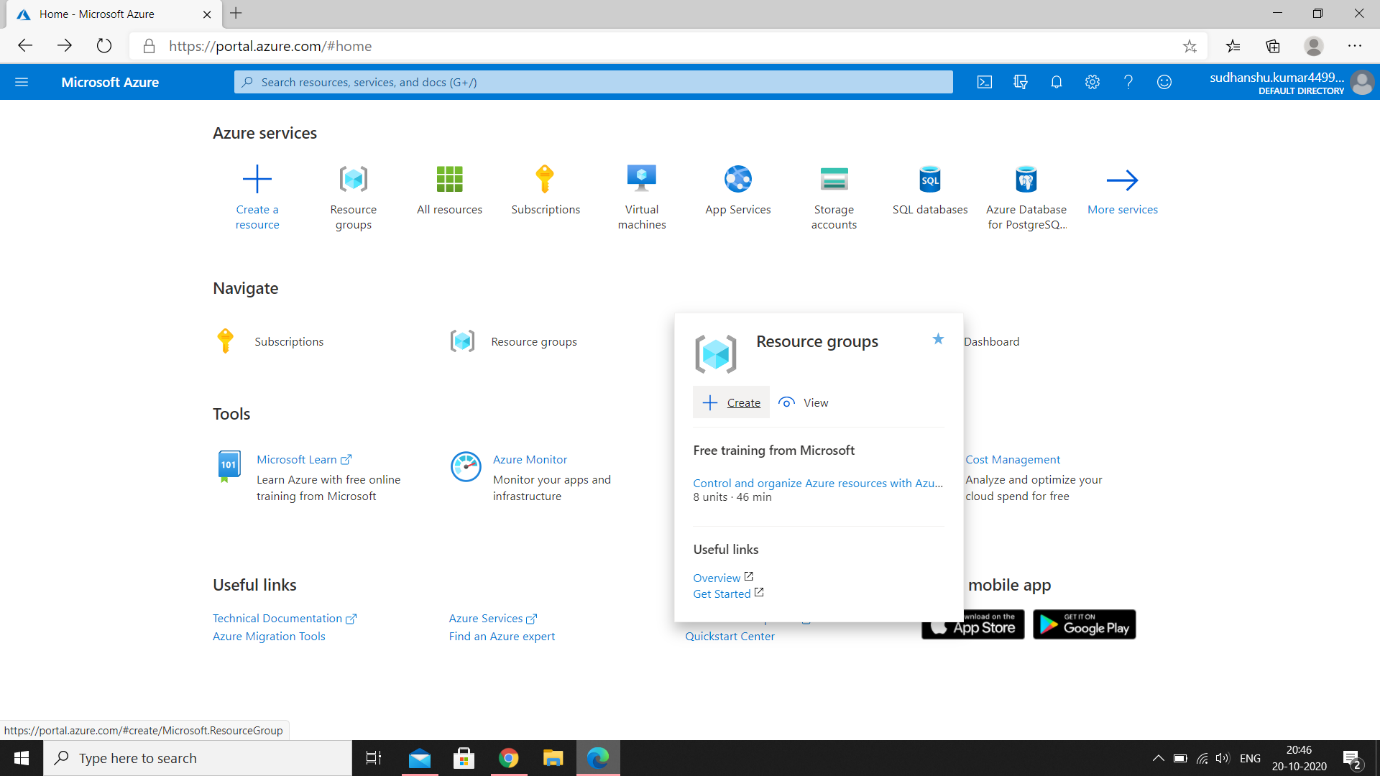 Home - Microsoft Azure
https://portal.azure.com/#home
Microsoft Azure
Search resources, services, and docs (G+/)
sudhanshu.kumar4499...
DEFAULT DIRECTORY
Azure services
Create a
resource
Resource
groups
All resources
Subscriptions
Virtual
machines
App Services
Storage
accounts
SQL
SQL databases
Azure Database
for PostgreSQ...
More services
Navigate
Subscriptions
Resource groups
Dashboard
Resource groups
Create
View
Free training from Microsoft
Control and organize Azure resources with Azu...
8 units · 46 min
Useful links
Overview
Get Started
Tools
101
Microsoft Learn
Learn Azure with free online
training from Microsoft
Azure Monitor
Monitor your apps and
infrastructure
Cost Management
Analyze and optimize your
cloud spend for free
Useful links
Technical Documentation
Azure Migration Tools
Azure Services
Find an Azure expert
Quickstart Center
mobile app
on the
App Store
GET IT ON
Google Play
https://portal.azure.com/#create/Microsoft.ResourceGroup
Type here to search
ENG
20:46
20-10-2020
2